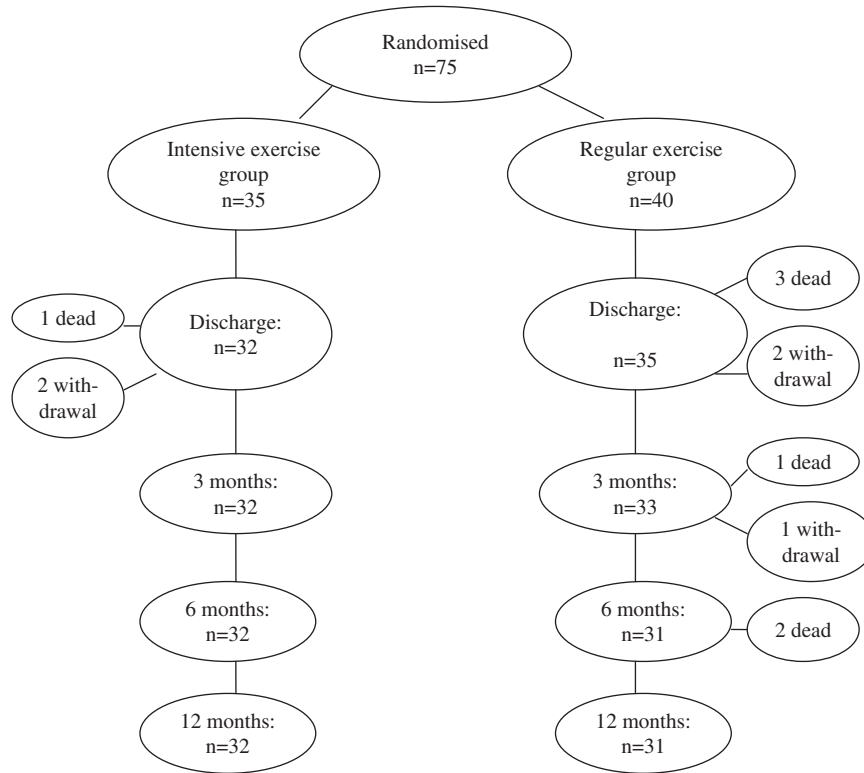 Randomised
n=75
Intensive exercise
group
n=35
Regular exercise
group
n=40
1 dead
2 with-
drawal
Discharge:
n=32
Discharge:
n=35
3 dead
2 with-
drawal
3 months:
n=32
3 months:
n=33
1 dead
1 with-
drawal
6 months:
n=32
6 months:
n=31
2 dead
12 months:
n=32
12 months:
n=31